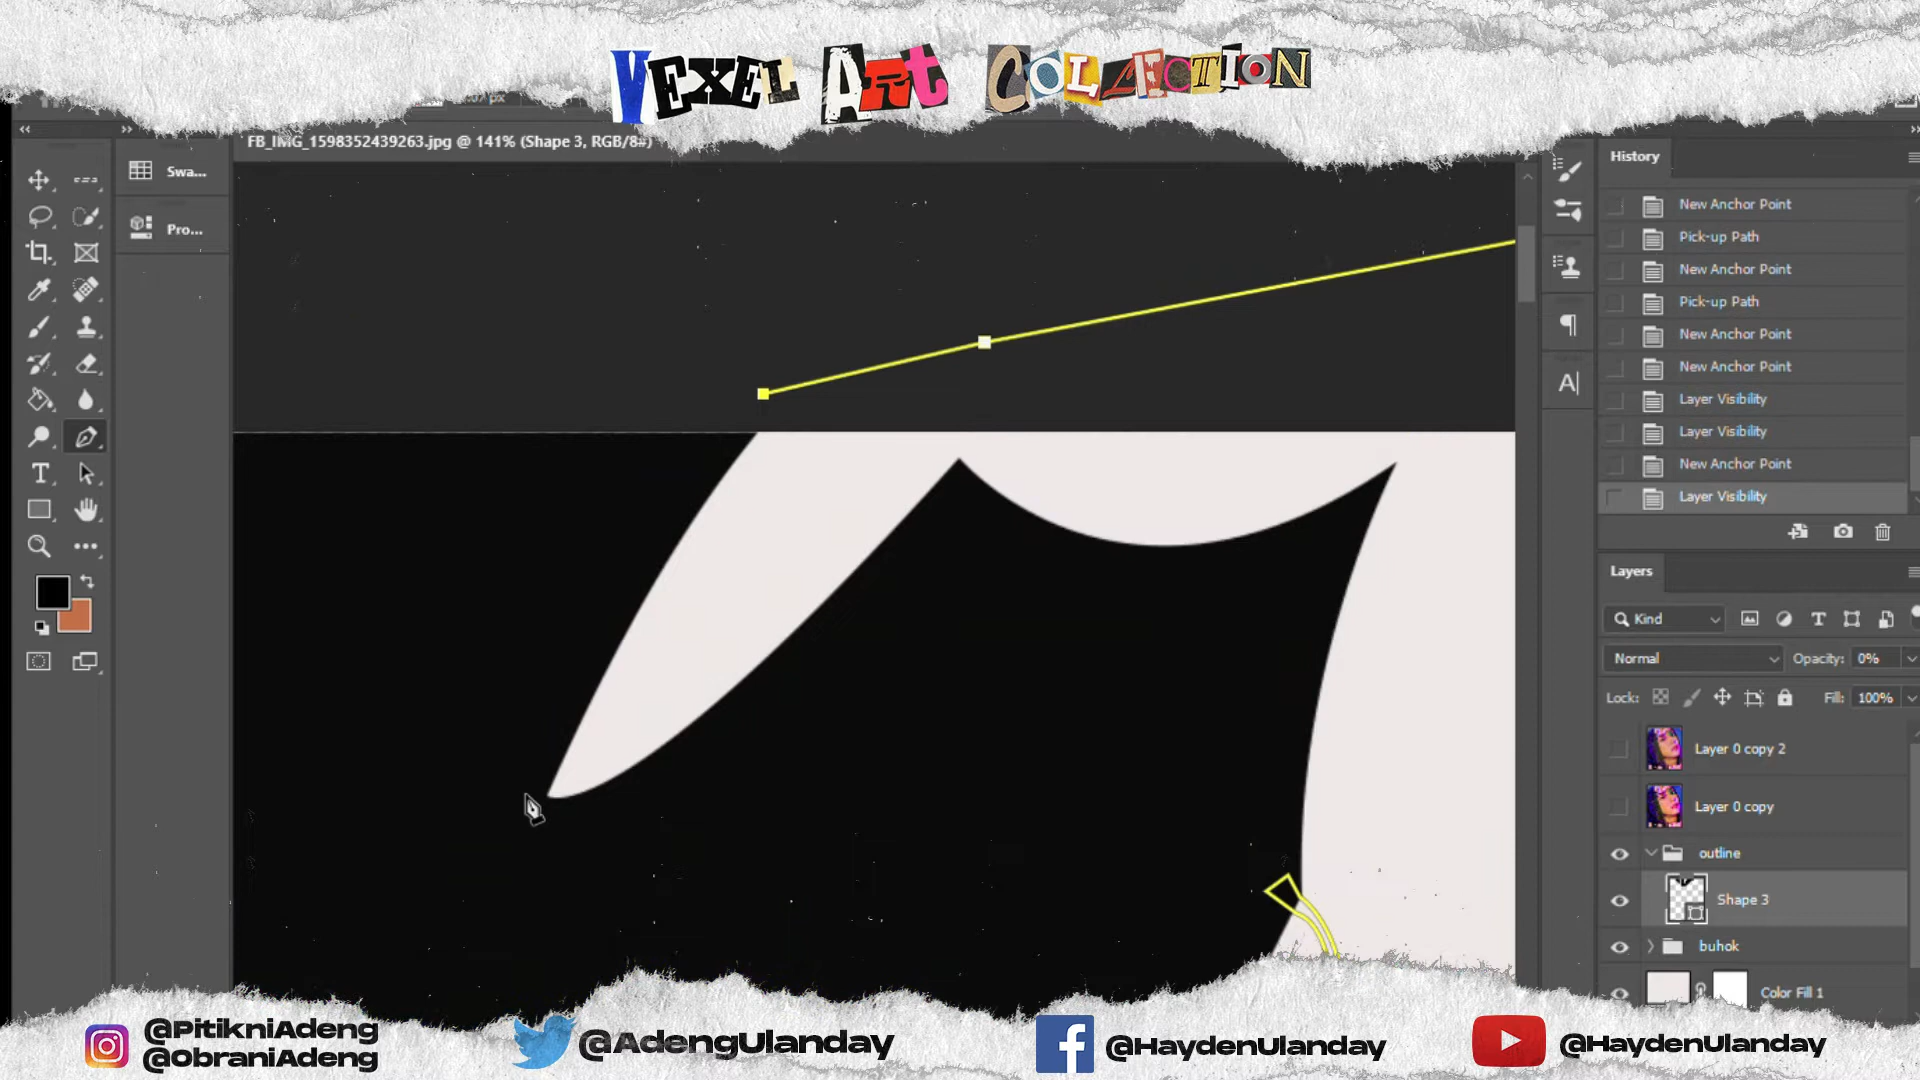 VEXEL ART COLLECTION
FB_IMG_1598352439263.jpg @ 141% (Shape 3, RGB/8#)
Swa...
Pro...
History
New Anchor Point
Pick-up Path
New Anchor Point
Pick-up Path
New Anchor Point
New Anchor Point
Layer Visibility
Layer Visibility
New Anchor Point
Layer Visibility
Layers
Kind
Normal
Opacity: 0%
Lock:
Fill: 100%
Layer 0 copy 2
Layer 0 copy
outline
Shape 3
buhok
Color Fill 1
@PitikniAdeng
@ObraniAdeng
@AdengUlanday
@HaydenUlanday
@HaydenUlanday